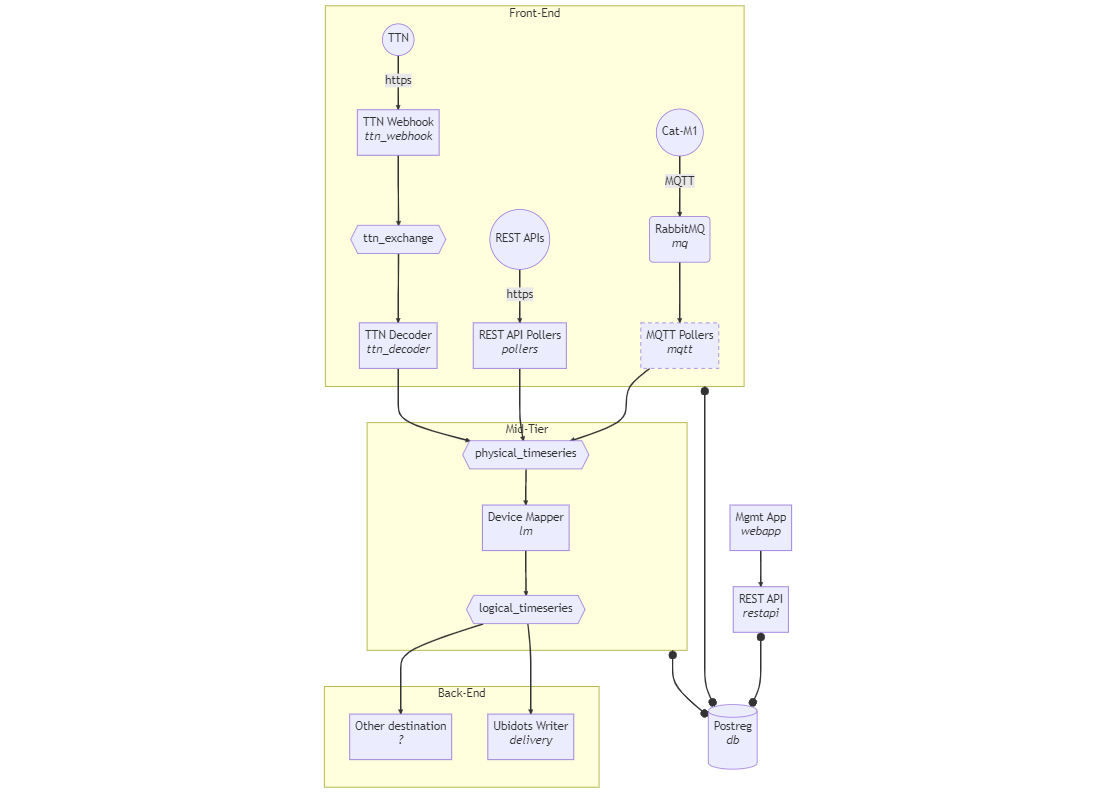 Front-End
TTN
https
TTN Webhook
ttn_webhook
Cat-M1
MQTT
ttn_exchange
REST APIs
RabbitMQ
mq
https
TTN Decoder
ttn_decoder
REST API Pollers
pollers
MQTT Pollers
mqtt
Mid-Tier
physical_timeseries
Device Mapper
lm
Mgmt App
webapp
logical_timeseries
REST API
restapi
Back-End
Other destination
?
Ubidots Writer
delivery
Postreg
db